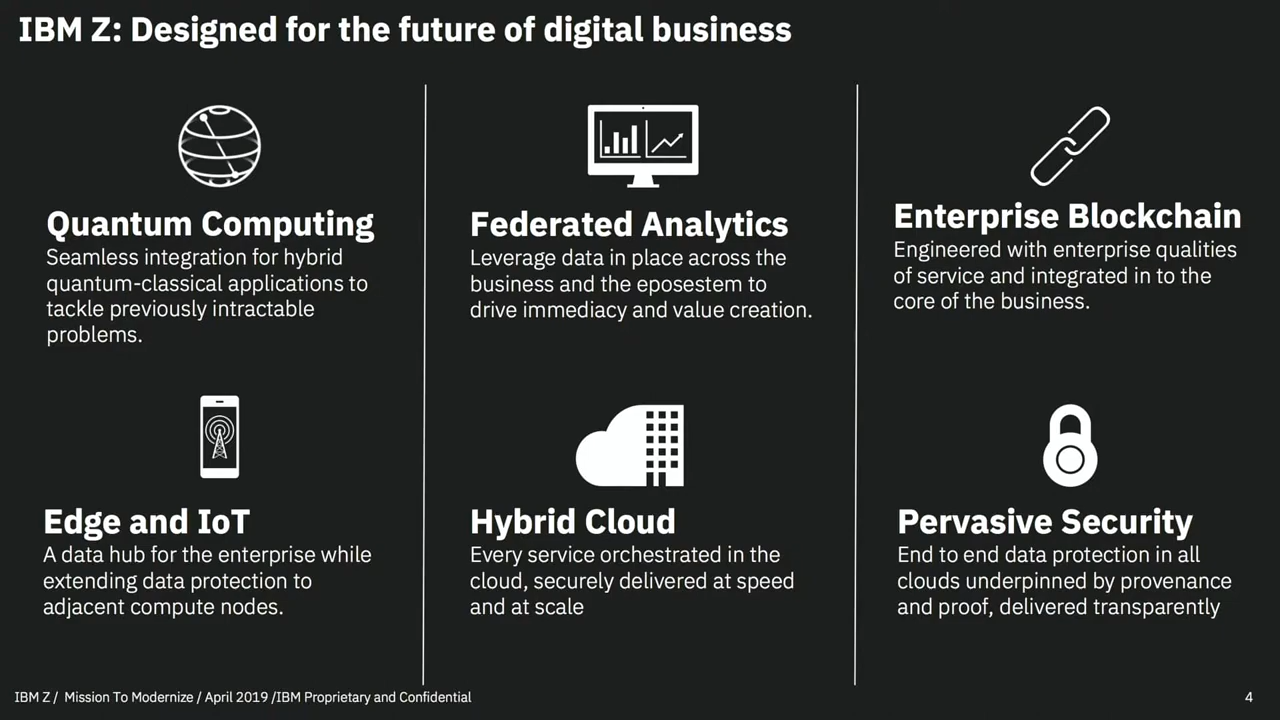 IBM Z: Designed for the future of digital business
Quantum Computing
Seamless integration for hybrid
quantum-classical applications to
tackle previously intractable
problems.
Federated Analytics
Leverage data in place across the
business and the eposestem to
drive immediacy and value creation.
Enterprise Blockchain
Engineered with enterprise qualities
of service and integrated in to the
core of the business.
Edge and IoT
A data hub for the enterprise while
extending data protection to
adjacent compute nodes.
Hybrid Cloud
Every service orchestrated in the
cloud, securely delivered at speed
and at scale
Pervasive Security
End to end data protection in all
clouds underpinned by provenance
and proof, delivered transparently
IBM Z / Mission To Modernize / April 2019 /IBM Proprietary and Confidential
4